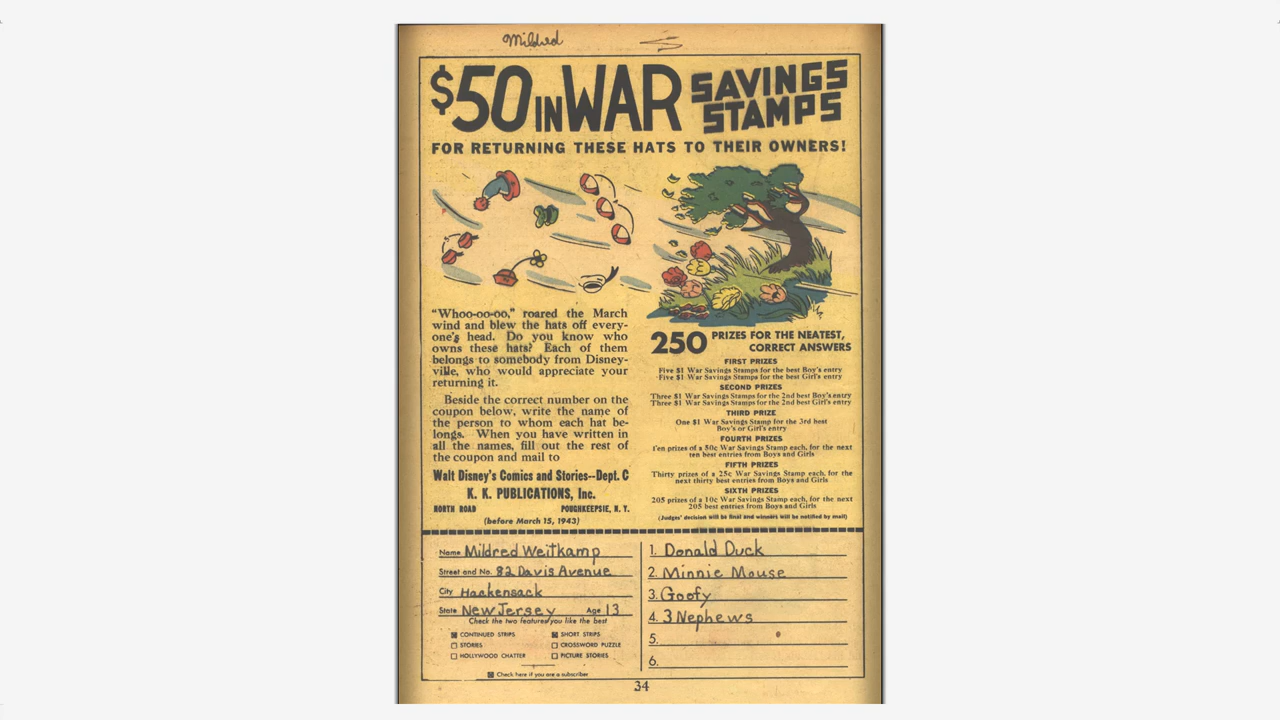 Mildred
$50 IN WAR SAVINGS STAMPS
FOR RETURNING THESE HATS TO THEIR OWNERS!
"Whoo-oo-oo," roared the March
wind and blew the hats off every-
one's head. Do you know who
owns these hats? Each of them
belongs to somebody from Disney-
ville, who would appreciate your
returning it.
Beside the correct number on the
coupon below, write the name of
the person to whom each hat be-
longs. When you have written in
all the names, fill out the rest of
the coupon and mail to
Walt Disney's Comics and Stories--Dept. C
K. K. PUBLICATIONS, Inc.
NORTH ROAD POUGHKEEPSIE, N. Y.
(before March 15, 1943)
250 PRIZES FOR THE NEATEST,
CORRECT ANSWERS
FIRST PRIZES
Five $1 War Savings Stamps for the best Boy's entry
Five $1 War Savings Stamps for the best Girl's entry
SECOND PRIZES
Three $1 War Savings Stamps for the 2nd best Boy's entry
Three $1 War Savings Stamps for the 2nd best Girl's entry
THIRD PRIZE
One $1 War Savings Stamp for the 3rd best
Boy's or Girl's entry
FOURTH PRIZES
Ten prizes of a 50c War Savings Stamp each, for the next
ten best entries from Boys and Girls
FIFTH PRIZES
Thirty prizes of a 25c War Savings Stamp each, for the
next thirty best entries from Boys and Girls
SIXTH PRIZES
205 prizes of a 10c War Savings Stamp each, for the next
205 best entries from Boys and Girls
(Judges' decision will be final and winners will be notified by mail)
Name Mildred Weitkamp
Street and No. 82 Davis Avenue
City Hackensack
State New Jersey Age 13
Check the two features you like the best
CONTINUED STRIPS SHORT STRIPS
STORIES CROSSWORD PUZZLE
HOLLYWOOD CHATTER PICTURE STORIES
Check here if you are a subscriber
1. Donald Duck
2. Minnie Mouse
3. Goofy
4. 3 Nephews
5.
6.
34